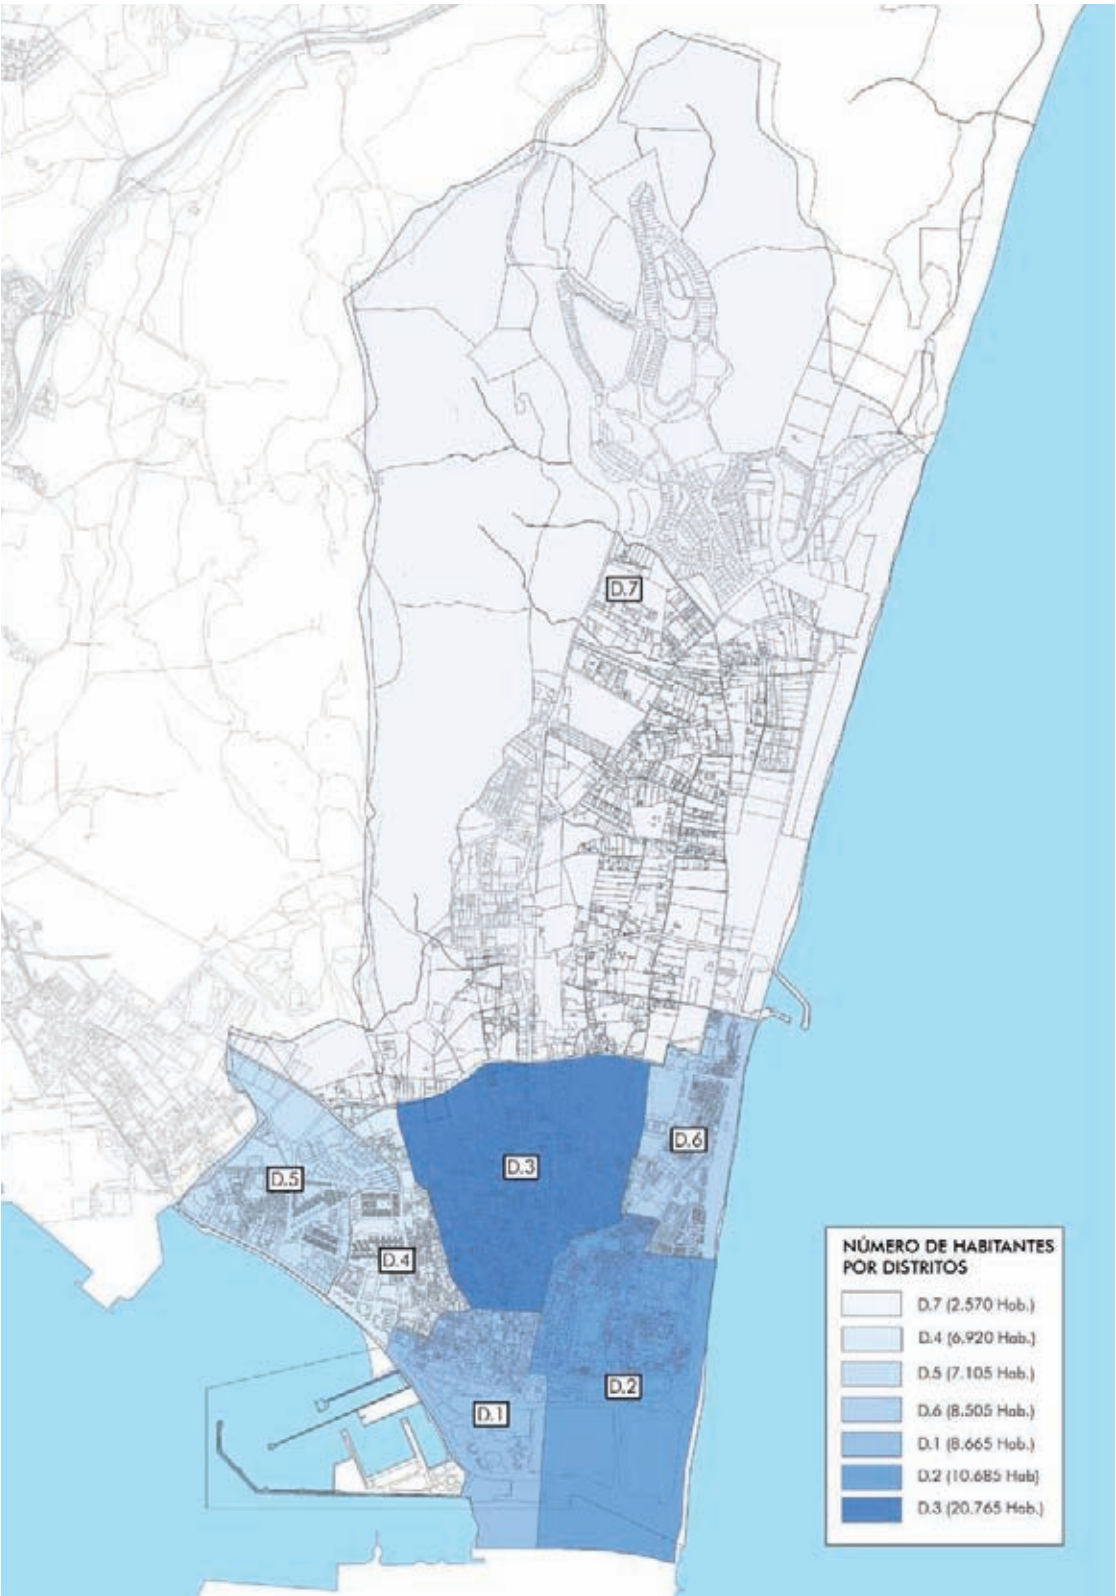 D.7
D.6
D.3
D.5
D.4
D.2
D.1
NÚMERO DE HABITANTES
POR DISTRITOS
D.7 (2.570 Hab.)
D.4 (6.920 Hab.)
D.5 (7.105 Hab.)
D.6 (8.505 Hab.)
D.1 (8.665 Hab.)
D.2 (10.685 Hab)
D.3 (20.765 Hab.)